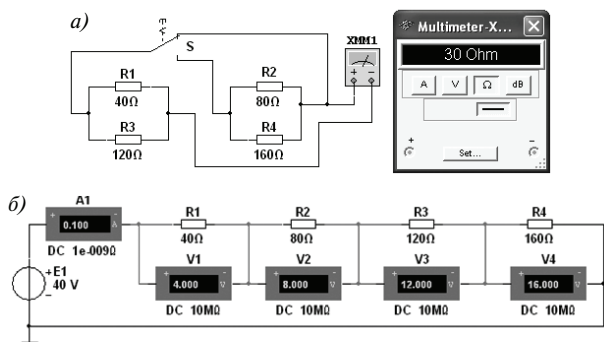 а)
S
XMM1
R1
40Ω
R2
80Ω
R3
120Ω
R4
160Ω
+ −
Multimeter-X...
30 Ohm
A V Ω dB
+ −
Set...
б)
A1
+ 0.100 − A
DC 1e-009Ω
+E1
40 V
−
R1
40Ω
R2
80Ω
R3
120Ω
R4
160Ω
V1
+ 4.000 − V
DC 10MΩ
V2
+ 8.000 − V
DC 10MΩ
V3
+ 12.000 − V
DC 10MΩ
V4
+ 16.000 − V
DC 10MΩ